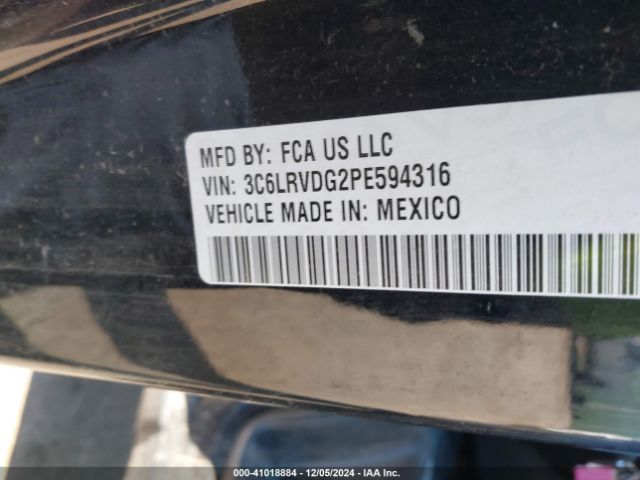 MFD BY: FCA US LLC
VIN: 3C6LRVDG2PE594316
VEHICLE MADE IN: MEXICO
000-41018884 - 12/05/2024 - IAA Inc.